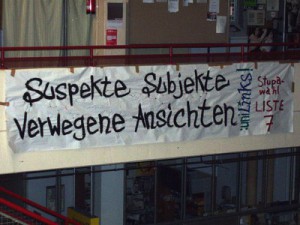 Suspekte Subjekte
Verwegene Ansichten
:uniLinks!
Stupa-
wahl
LISTE
7